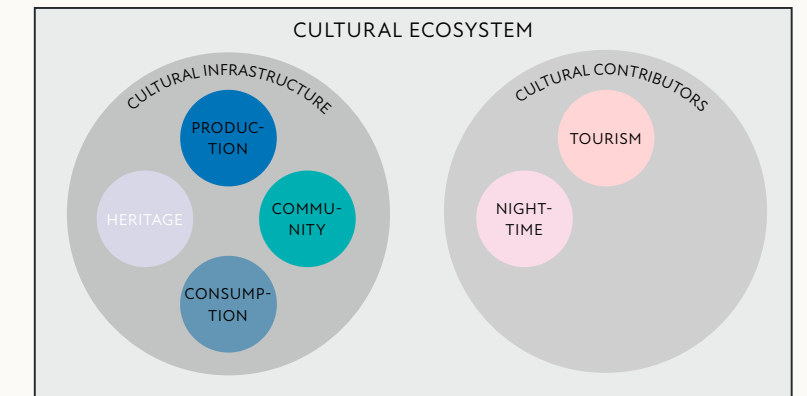 CULTURAL ECOSYSTEM
CULTURAL INFRASTRUCTURE
PRODUC-
TION
HERITAGE
COMMU-
NITY
CONSUMP-
TION
CULTURAL CONTRIBUTORS
TOURISM
NIGHT-
TIME